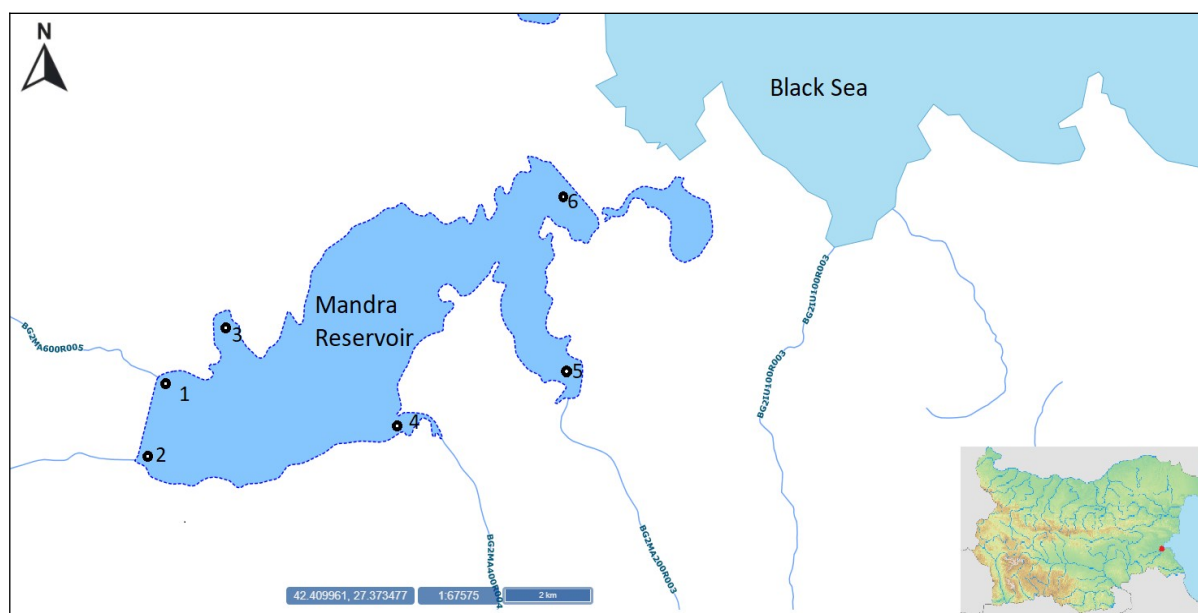 N
Black Sea
6
Mandra
Reservoir
3
BG2MA600R005
1
5
4
2
BG2IU100R003
BG2IU100R003
BG2MA400R004
BG2MA200R003
42.409961, 27.373477
1:67575
2 km